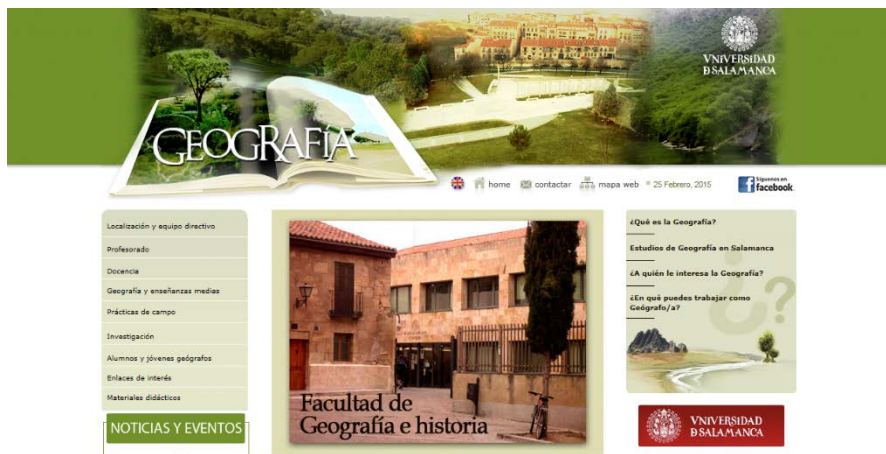 VNIVERSIDAD
D SALAMANCA
GEOGRAFÍA
home
contactar
mapa web
25 Febrero, 2015
Síguenos en
facebook.
Localización y equipo directivo
Profesorado
Docencia
Geografía y enseñanzas medias
Prácticas de campo
Investigación
Alumnos y jóvenes geógrafos
Enlaces de interés
Materiales didácticos
NOTICIAS Y EVENTOS
Facultad de
Geografía e historia
¿Qué es la Geografía?
Estudios de Geografía en Salamanca
¿A quién le interesa la Geografía?
¿En qué puedes trabajar como
Geógrafo/a?
¿?
VNIVERSIDAD
D SALAMANCA